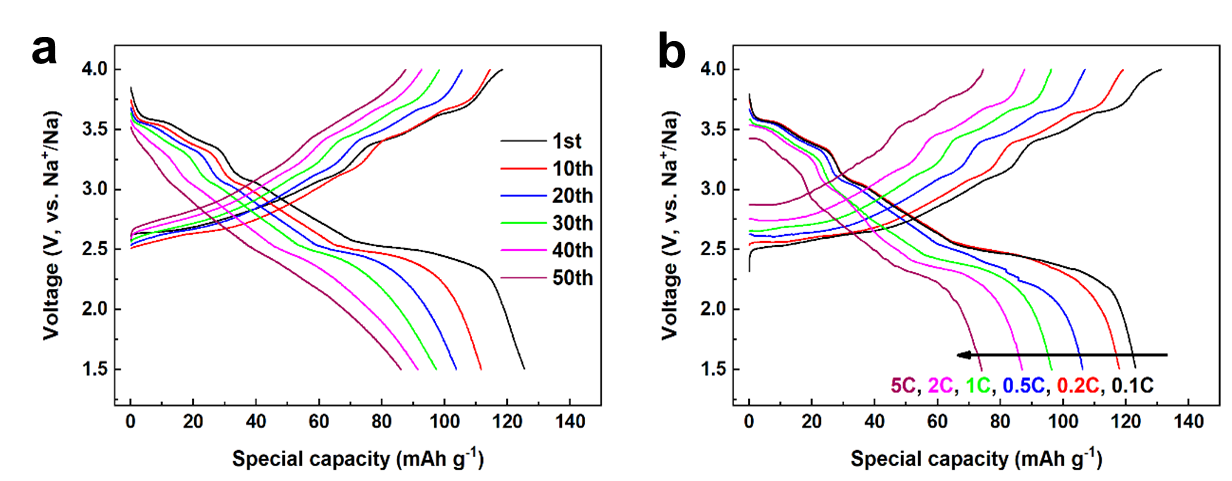 a
b
4.0
3.5
3.0
2.5
2.0
1.5
Voltage (V, vs. Na⁺/Na)
1st
10th
20th
30th
40th
50th
0 20 40 60 80 100 120 140
Special capacity (mAh g⁻¹)
4.0
3.5
3.0
2.5
2.0
1.5
Voltage (V, vs. Na⁺/Na)
5C, 2C, 1C, 0.5C, 0.2C, 0.1C
0 20 40 60 80 100 120 140
Special capacity (mAh g⁻¹)